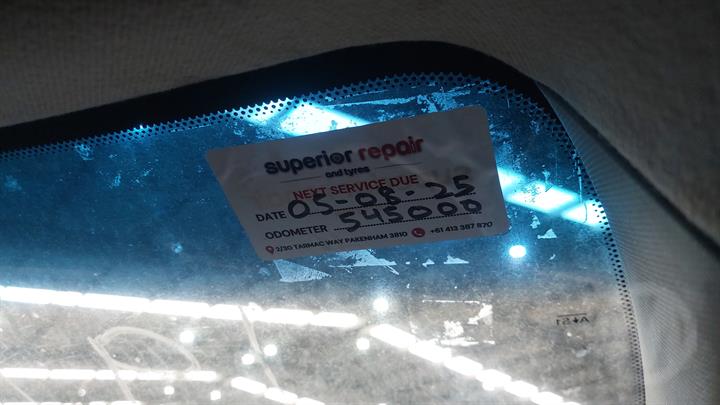 superior repair
and tyres
NEXT SERVICE DUE
DATE 05-08-25
ODOMETER 545000
2/30 TARMAC WAY PAKENHAM 3810 +61 413 387 870